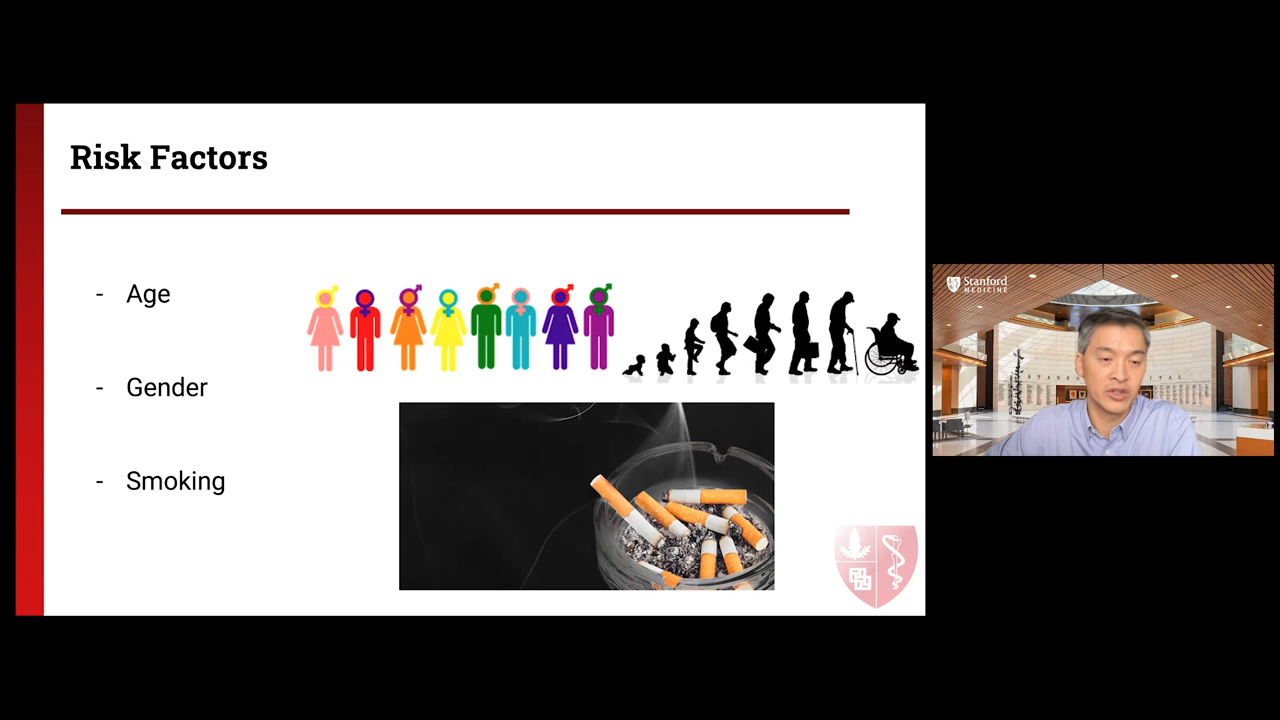 Risk Factors
- Age
- Gender
- Smoking
Stanford
MEDICINE